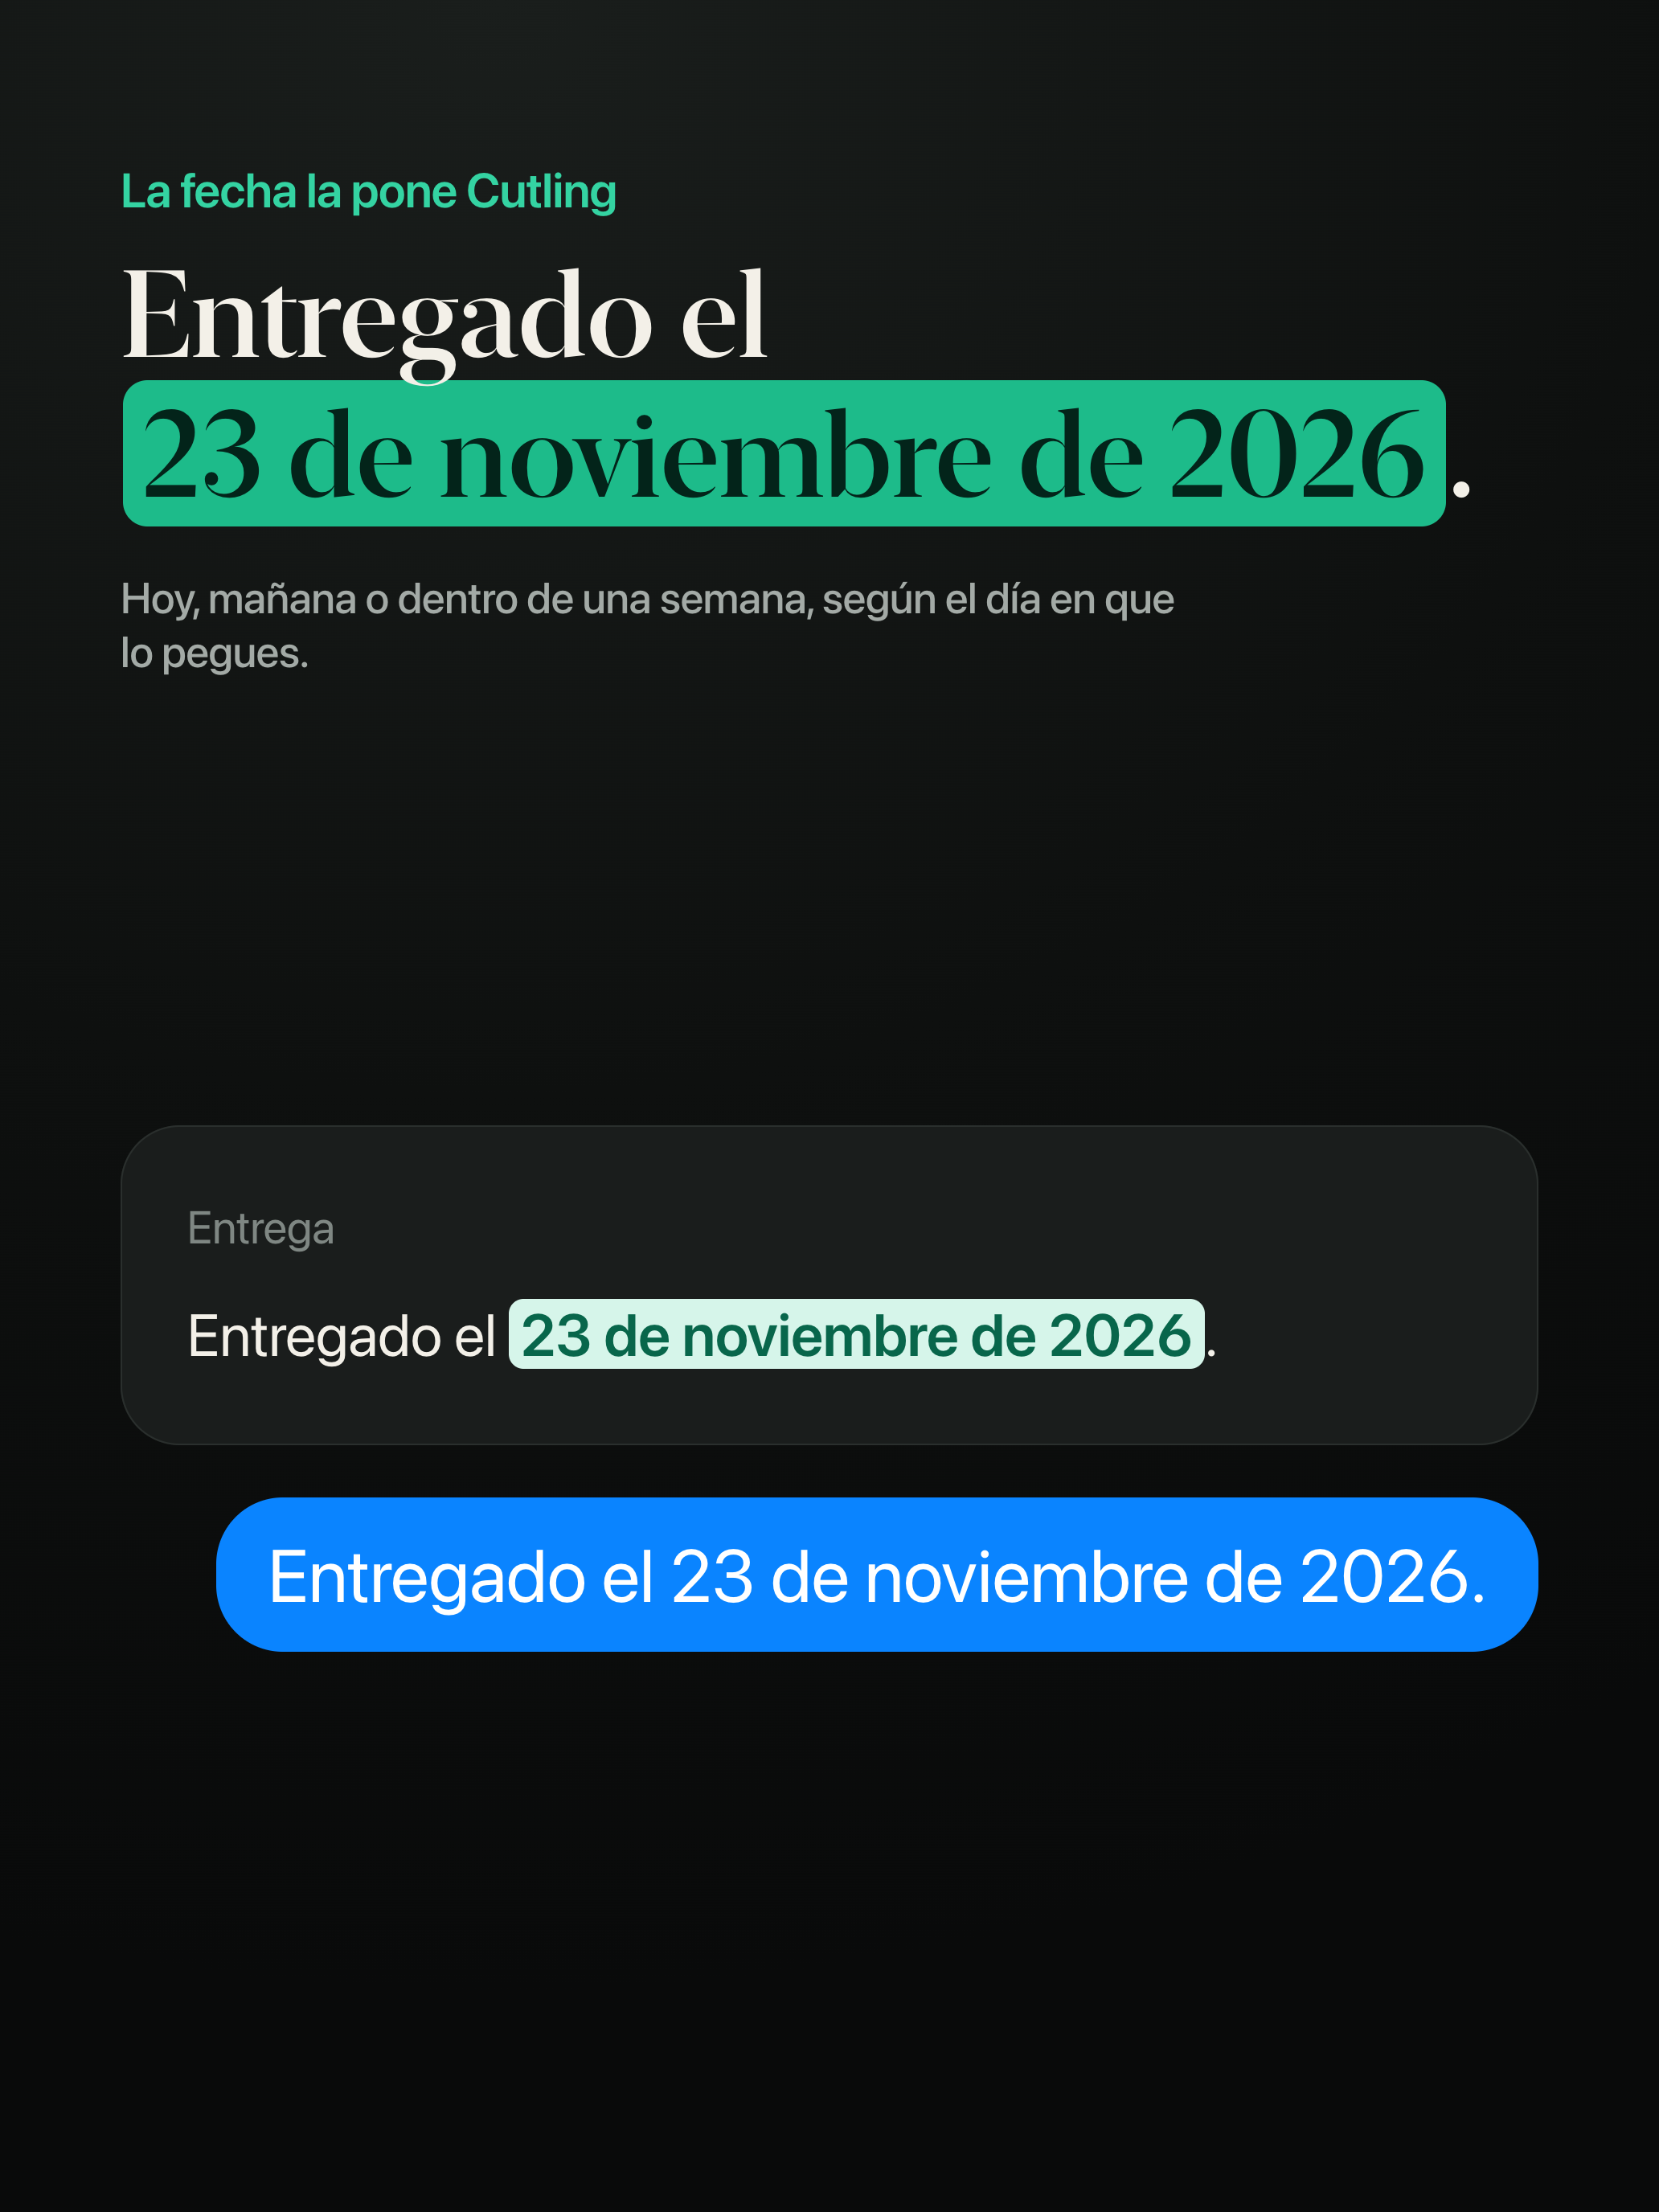 La fecha la pone Cutling
Entregado el
23 de noviembre de 2026.
Hoy, mañana o dentro de una semana, según el día en que
lo pegues.
Entrega
Entregado el 23 de noviembre de 2026.
Entregado el 23 de noviembre de 2026.